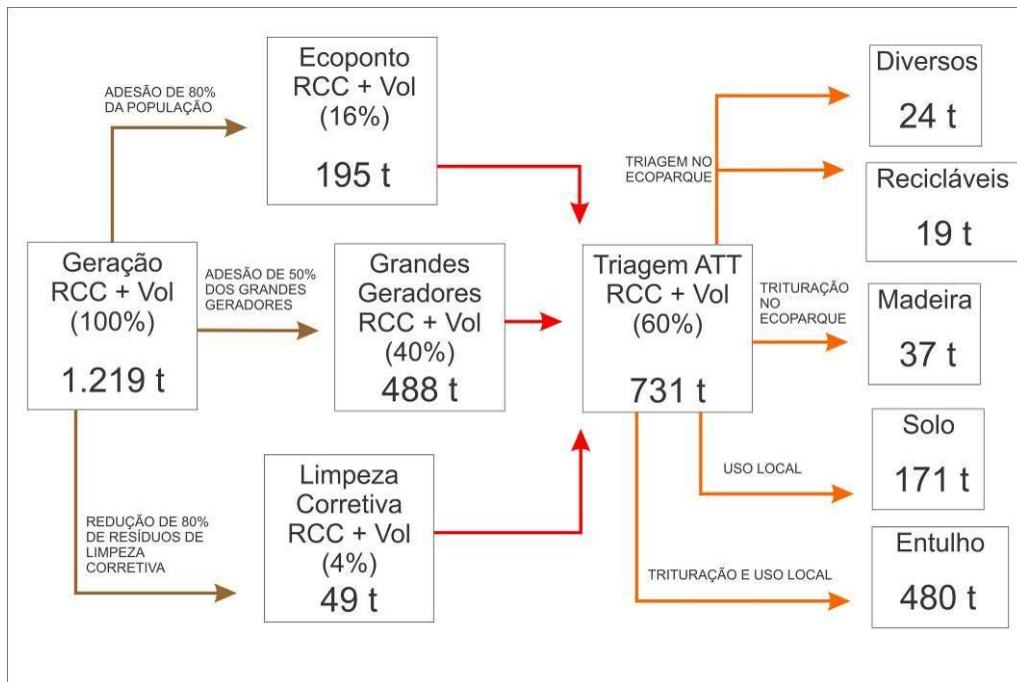 Ecoponto
RCC + Vol
(16%)
195 t
ADESÃO DE 80%
DA POPULAÇÃO
Geração
RCC + Vol
(100%)
1.219 t
ADESÃO DE 50%
DOS GRANDES
GERADORES
Grandes
Geradores
RCC + Vol
(40%)
488 t
REDUÇÃO DE 80%
DE RESÍDUOS DE
LIMPEZA
CORRETIVA
Limpeza
Corretiva
RCC + Vol
(4%)
49 t
Triagem ATT
RCC + Vol
(60%)
731 t
TRIAGEM NO
ECOPARQUE
Diversos
24 t
Recicláveis
19 t
TRITURAÇÃO
NO
ECOPARQUE
Madeira
37 t
USO LOCAL
Solo
171 t
TRITURAÇÃO E USO LOCAL
Entulho
480 t